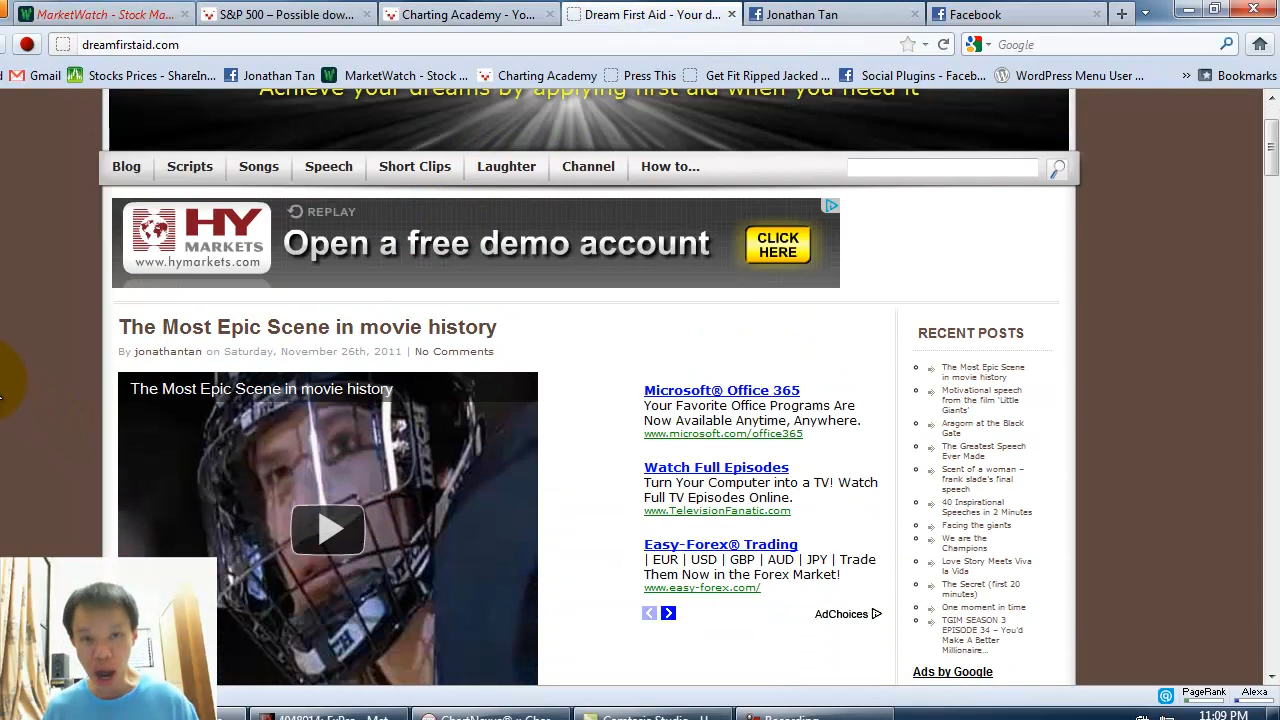 MarketWatch - Stock Ma...
S&P 500 – Possible dow...
Charting Academy - Yo...
Dream First Aid - Your d...
Jonathan Tan
Facebook
dreamfirstaid.com
Google
Gmail
Stocks Prices - ShareIn...
Jonathan Tan
MarketWatch - Stock ...
Charting Academy
Press This
Get Fit Ripped Jacked ...
Social Plugins - Faceb...
WordPress Menu User ...
Bookmarks
Achieve your dreams by applying first aid when you need it
Blog
Scripts
Songs
Speech
Short Clips
Laughter
Channel
How to...
HY
MARKETS
www.hymarkets.com
REPLAY
Open a free demo account
CLICK
HERE
The Most Epic Scene in movie history
By jonathantan on Saturday, November 26th, 2011 | No Comments
The Most Epic Scene in movie history
Microsoft® Office 365
Your Favorite Office Programs Are
Now Available Anytime, Anywhere.
www.microsoft.com/office365
Watch Full Episodes
Turn Your Computer into a TV! Watch
Full TV Episodes Online.
www.TelevisionFanatic.com
Easy-Forex® Trading
| EUR | USD | GBP | AUD | JPY | Trade
Them Now in the Forex Market!
www.easy-forex.com/
AdChoices
RECENT POSTS
The Most Epic Scene
in movie history
Motivational speech
from the film 'Little
Giants'
Aragorn at the Black
Gate
The Greatest Speech
Ever Made
Scent of a woman –
frank slade's final
speech
40 Inspirational
Speeches in 2 Minutes
Facing the giants
We are the
Champions
Love Story Meets Viva
la Vida
The Secret (first 20
minutes)
One moment in time
TGIM SEASON 3
EPISODE 34 – You'd
Make A Better
Millionaire...
Ads by Google
PageRank
Alexa
11:09 PM